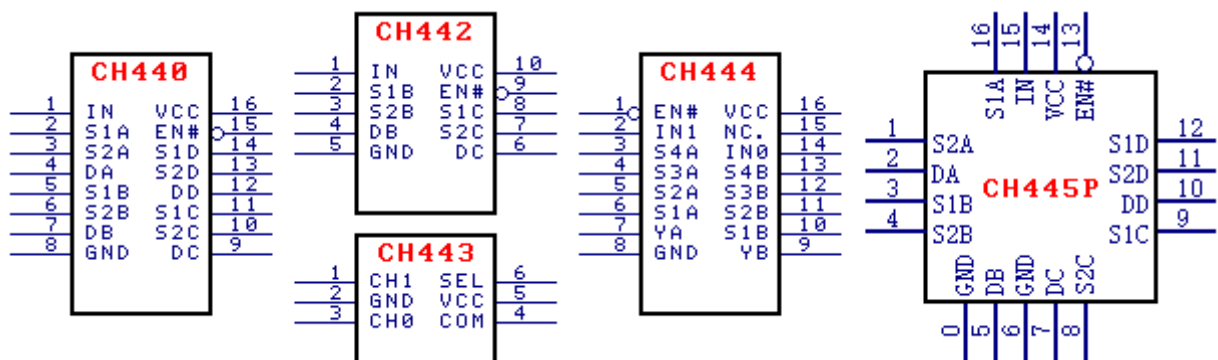 CH440
1 IN VCC 16
2 S1A EN# 15
3 S2A S1D 14
4 DA S2D 13
5 S1B DD 12
6 S2B S1C 11
7 DB S2C 10
8 GND DC 9
CH442
1 IN VCC 10
2 S1B EN# 9
3 S2B S1C 8
4 DB S2C 7
5 GND DC 6
CH443
1 CH1 SEL 6
2 GND VCC 5
3 CH0 COM 4
CH444
1 EN# VCC 16
2 IN1 NC. 15
3 S4A IN0 14
4 S3A S4B 13
5 S2A S3B 12
6 S1A S2B 11
7 YA S1B 10
8 GND YB 9
16 15 14 13
S1A IN VCC EN#
1 S2A S1D 12
2 DA S2D 11
CH445P
3 S1B DD 10
4 S2B S1C 9
GND DB GND DC S2C
0 5 6 7 8